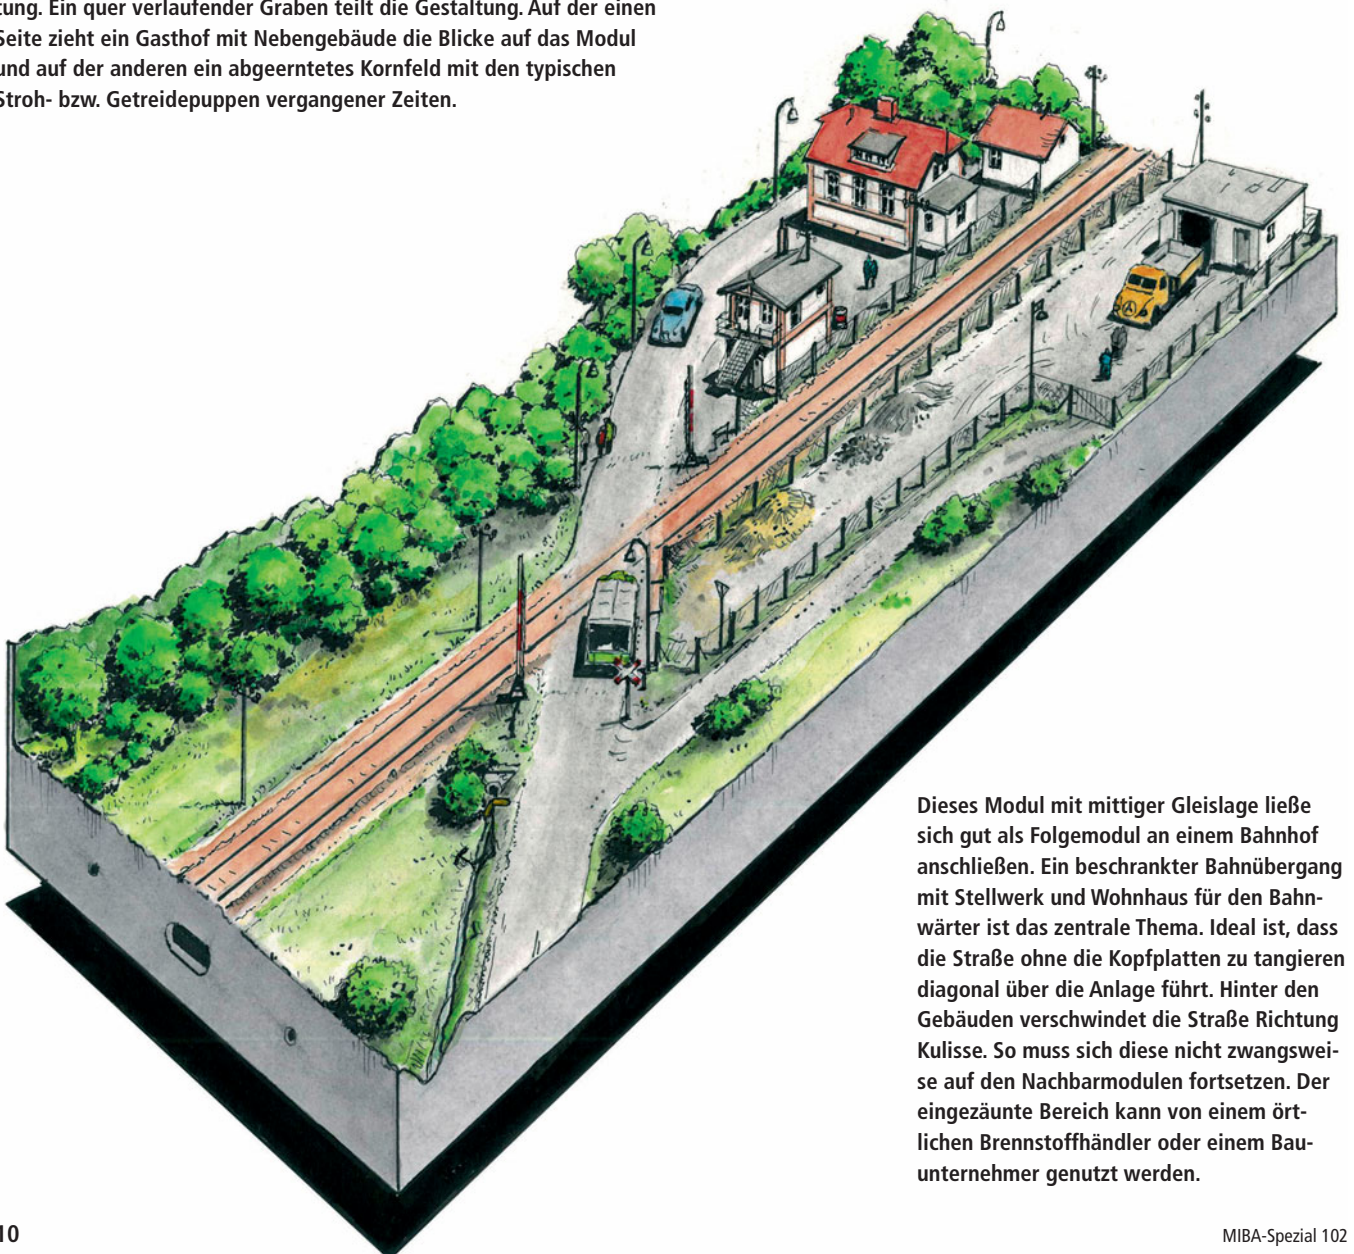 tung. Ein quer verlaufender Graben teilt die Gestaltung. Auf der einen
Seite zieht ein Gasthof mit Nebengebäude die Blicke auf das Modul
und auf der anderen ein abgeerntetes Kornfeld mit den typischen
Stroh- bzw. Getreidepuppen vergangener Zeiten.
Dieses Modul mit mittiger Gleislage ließe
sich gut als Folgemodul an einem Bahnhof
anschließen. Ein beschrankter Bahnübergang
mit Stellwerk und Wohnhaus für den Bahn-
wärter ist das zentrale Thema. Ideal ist, dass
die Straße ohne die Kopfplatten zu tangieren
diagonal über die Anlage führt. Hinter den
Gebäuden verschwindet die Straße Richtung
Kulisse. So muss sich diese nicht zwangswei-
se auf den Nachbarmodulen fortsetzen. Der
eingezäunte Bereich kann von einem ört-
lichen Brennstoffhändler oder einem Bau-
unternehmer genutzt werden.
10
MIBA-Spezial 102